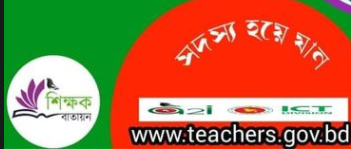 সদস্য হয়ে যান
শিক্ষক
বাতায়ন
a2i ICT
DIVISION
www.teachers.gov.bd